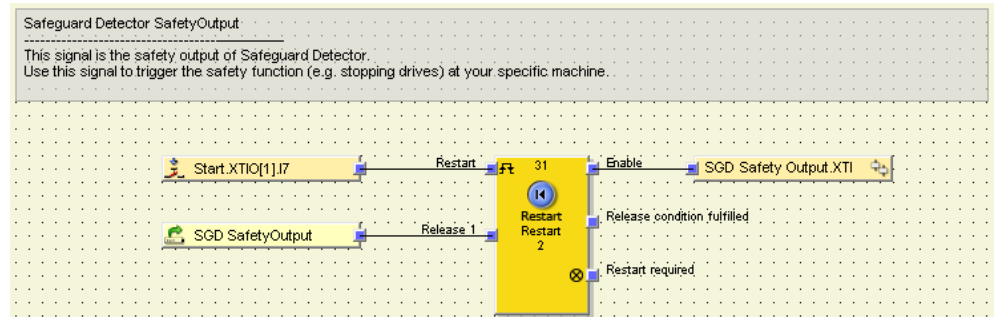 Safeguard Detector SafetyOutput
This signal is the safety output of Safeguard Detector.
Use this signal to trigger the safety function (e.g. stopping drives) at your specific machine.
Start.XTIO[1].I7
Restart
31
Enable
SGD Safety Output.XTI
Restart
Restart
2
Release condition fulfilled
SGD SafetyOutput
Release 1
Restart required